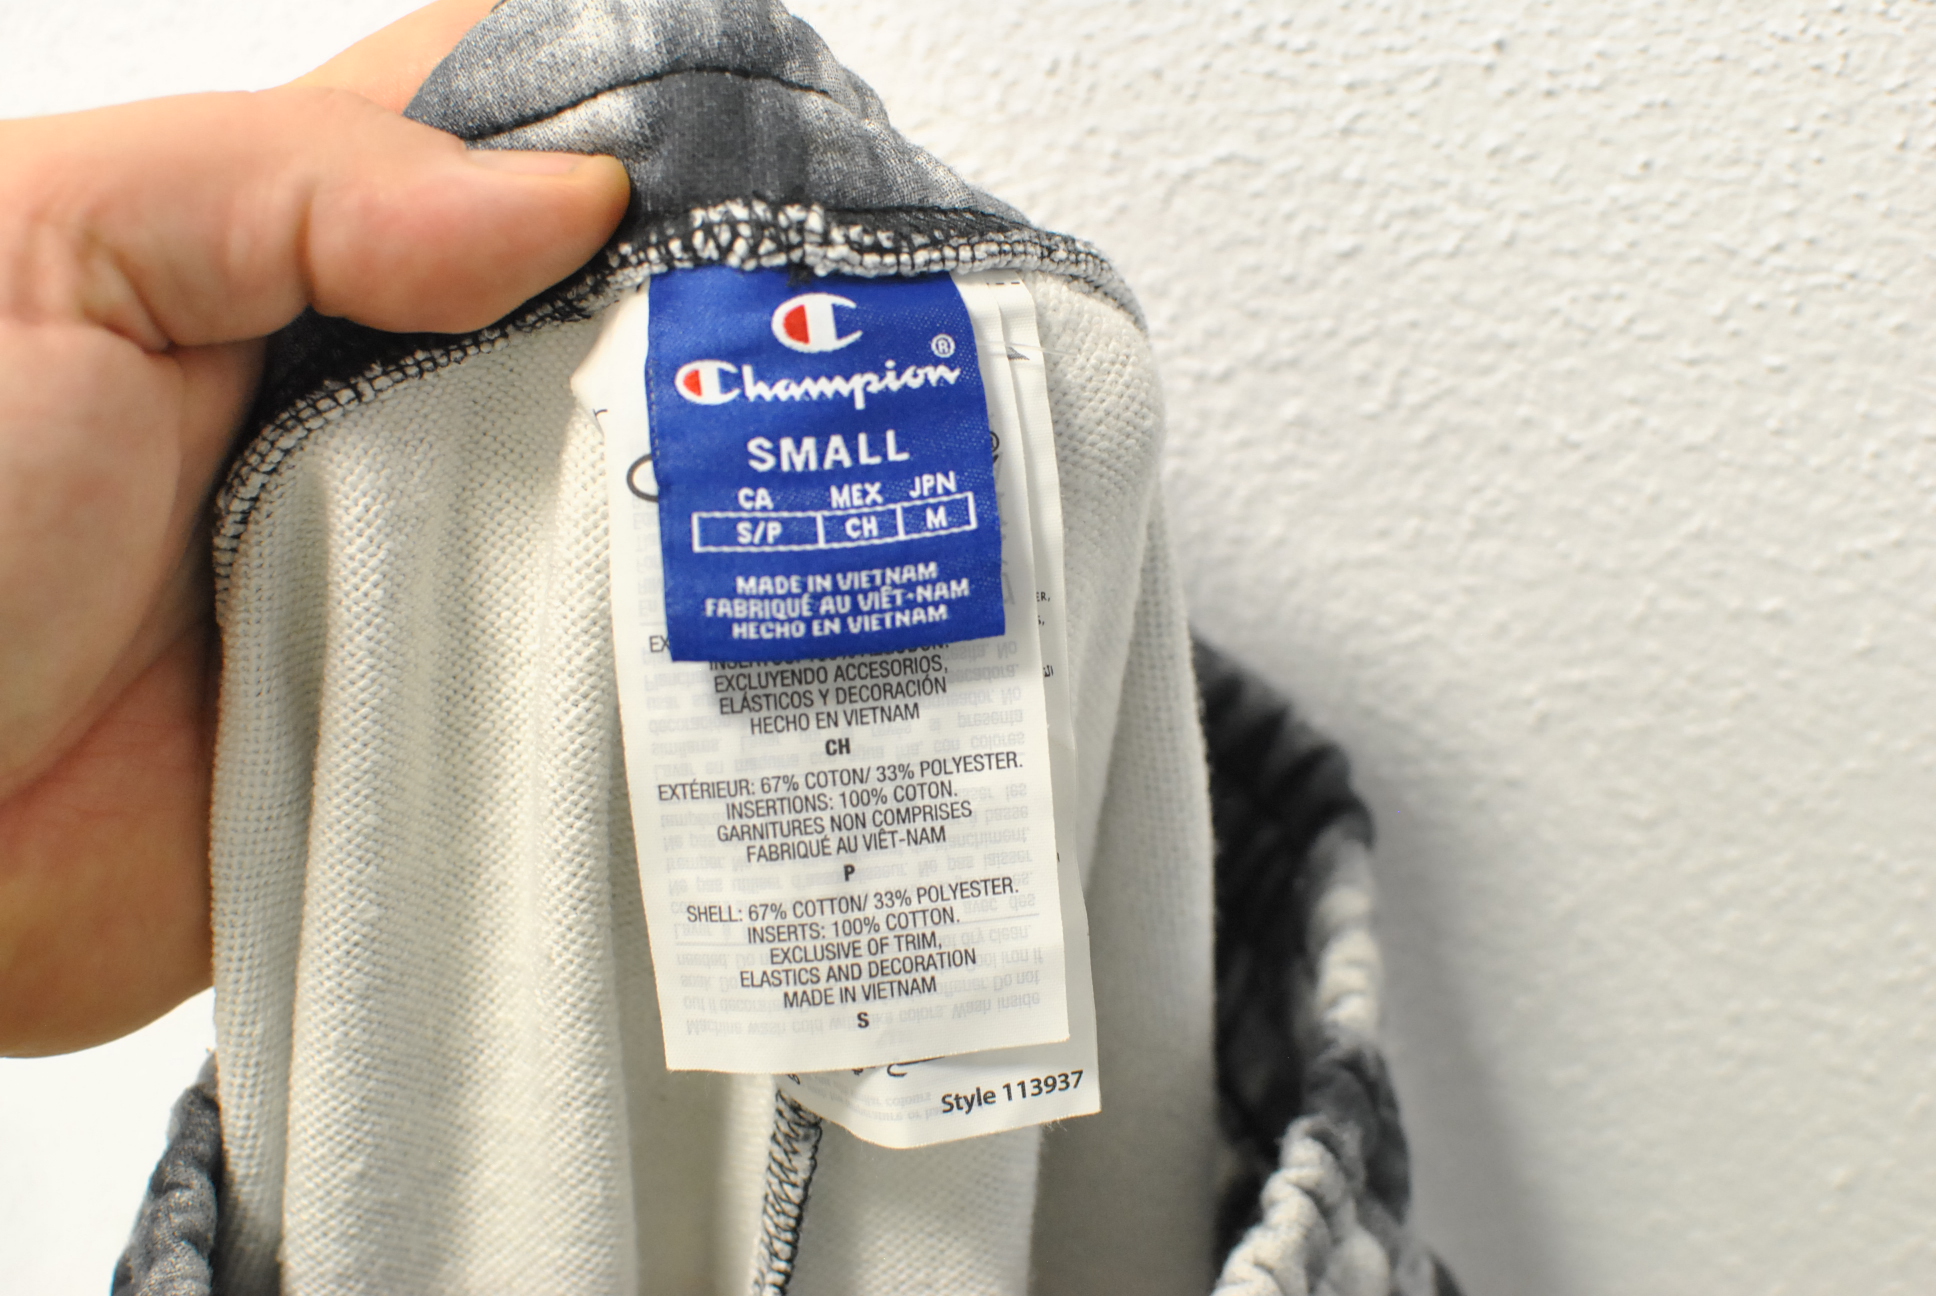 Champion®
SMALL
CA MEX JPN
S/P CH M
MADE IN VIETNAM
FABRIQUÉ AU VIÊT-NAM
HECHO EN VIETNAM
EXCLUYENDO ACCESORIOS,
ELÁSTICOS Y DECORACIÓN
HECHO EN VIETNAM
CH
EXTÉRIEUR: 67% COTON/ 33% POLYESTER.
INSERTIONS: 100% COTON.
GARNITURES NON COMPRISES
FABRIQUÉ AU VIÊT-NAM
P
SHELL: 67% COTTON/ 33% POLYESTER.
INSERTS: 100% COTTON.
EXCLUSIVE OF TRIM,
ELASTICS AND DECORATION
MADE IN VIETNAM
S
Style 113937